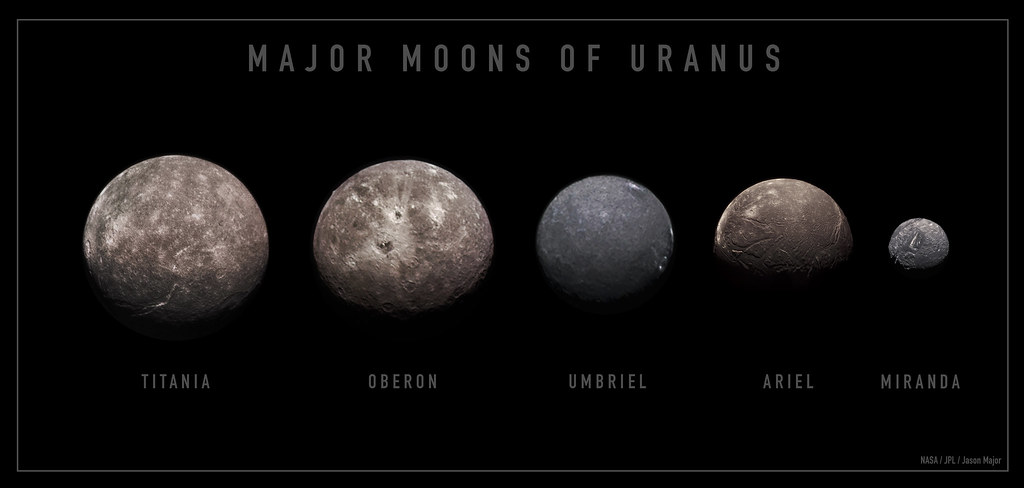 MAJOR MOONS OF URANUS
TITANIA
OBERON
UMBRIEL
ARIEL
MIRANDA
NASA / JPL / Jason Major